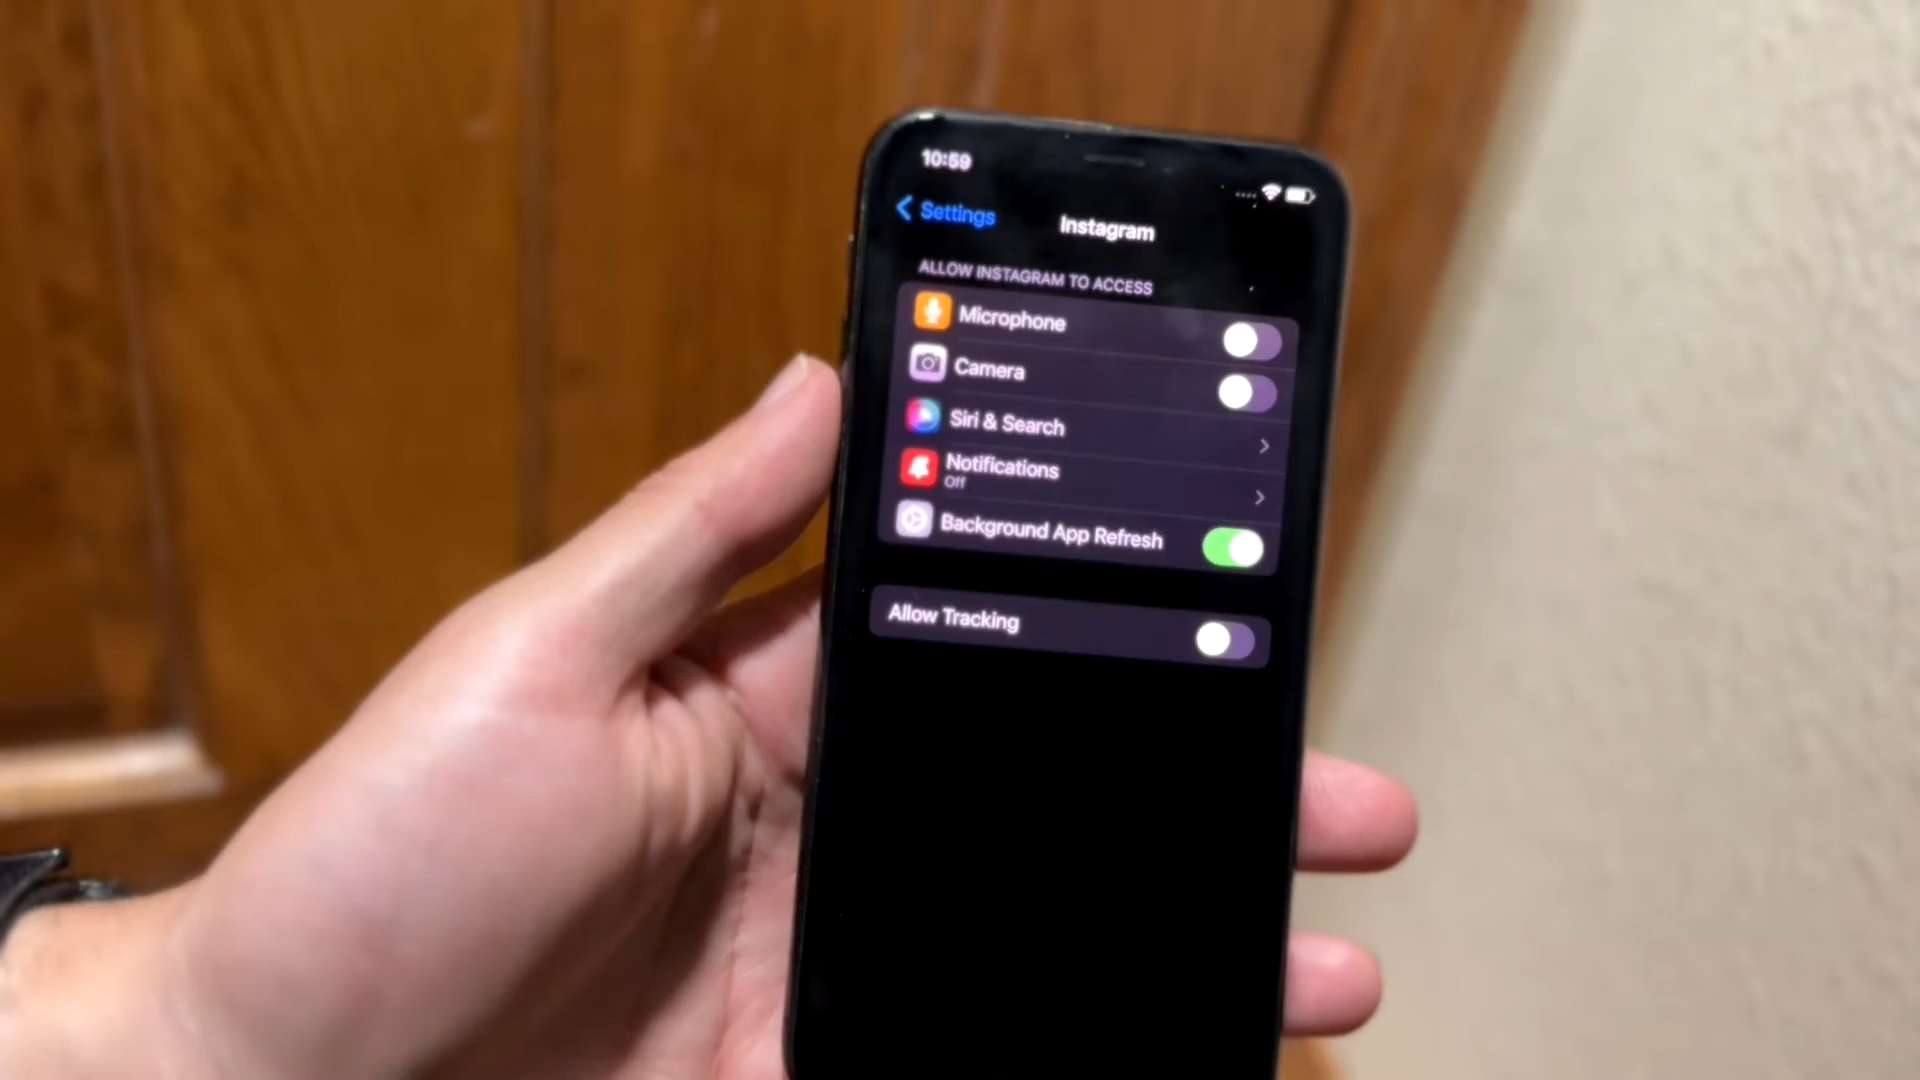 10:59
Settings
Instagram
ALLOW INSTAGRAM TO ACCESS
Microphone
Camera
Siri & Search
Notifications
Off
Background App Refresh
Allow Tracking